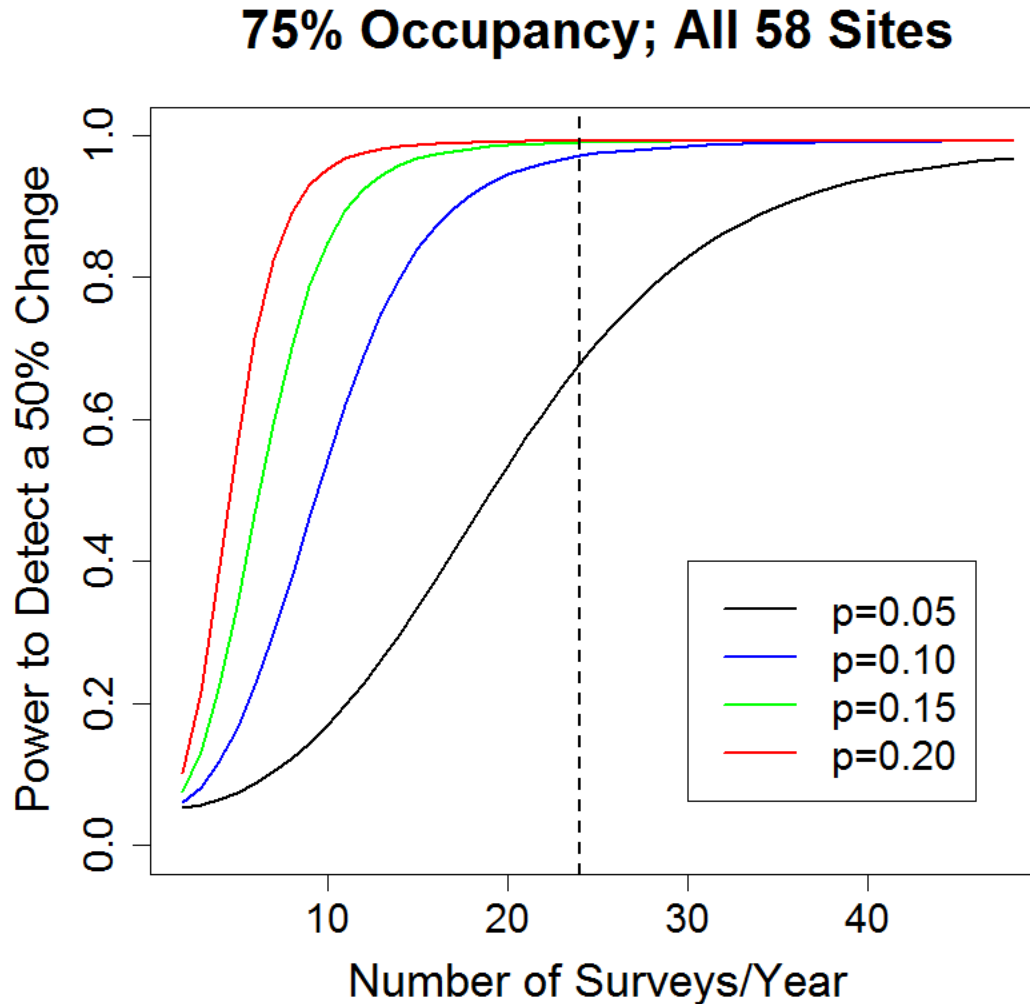 75% Occupancy; All 58 Sites
Power to Detect a 50% Change
1.0
0.8
0.6
0.4
0.2
0.0
p=0.05
p=0.10
p=0.15
p=0.20
10 20 30 40
Number of Surveys/Year